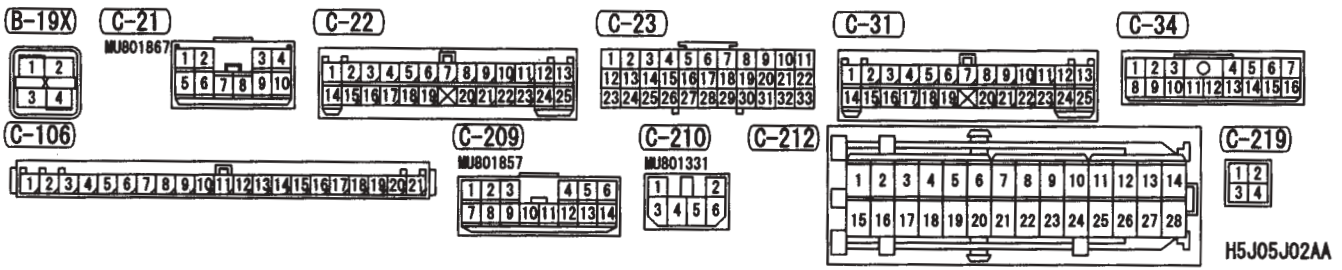 B-19X C-21 C-22 C-23 C-31 C-34
MU801867
1 2
3 4
1 2 3 4
5 6 7 8 9 10
1 2 3 4 5 6 7 8 9 10 11 12 13
14 15 16 17 18 19 20 21 22 23 24 25
1 2 3 4 5 6 7 8 9 10 11
12 13 14 15 16 17 18 19 20 21 22
23 24 25 26 27 28 29 30 31 32 33
1 2 3 4 5 6 7 8 9 10 11 12 13
14 15 16 17 18 19 20 21 22 23 24 25
1 2 3 4 5 6 7
8 9 10 11 12 13 14 15 16
C-106 C-209 C-210 C-212 C-219
MU801857 MU801331
1 2 3 4 5 6 7 8 9 10 11 12 13 14 15 16 17 18 19 20 21
1 2 3 4 5 6
7 8 9 10 11 12 13 14
1 2
3 4 5 6
1 2 3 4 5 6 7 8 9 10 11 12 13 14
15 16 17 18 19 20 21 22 23 24 25 26 27 28
1 2
3 4
H5J05J02AA